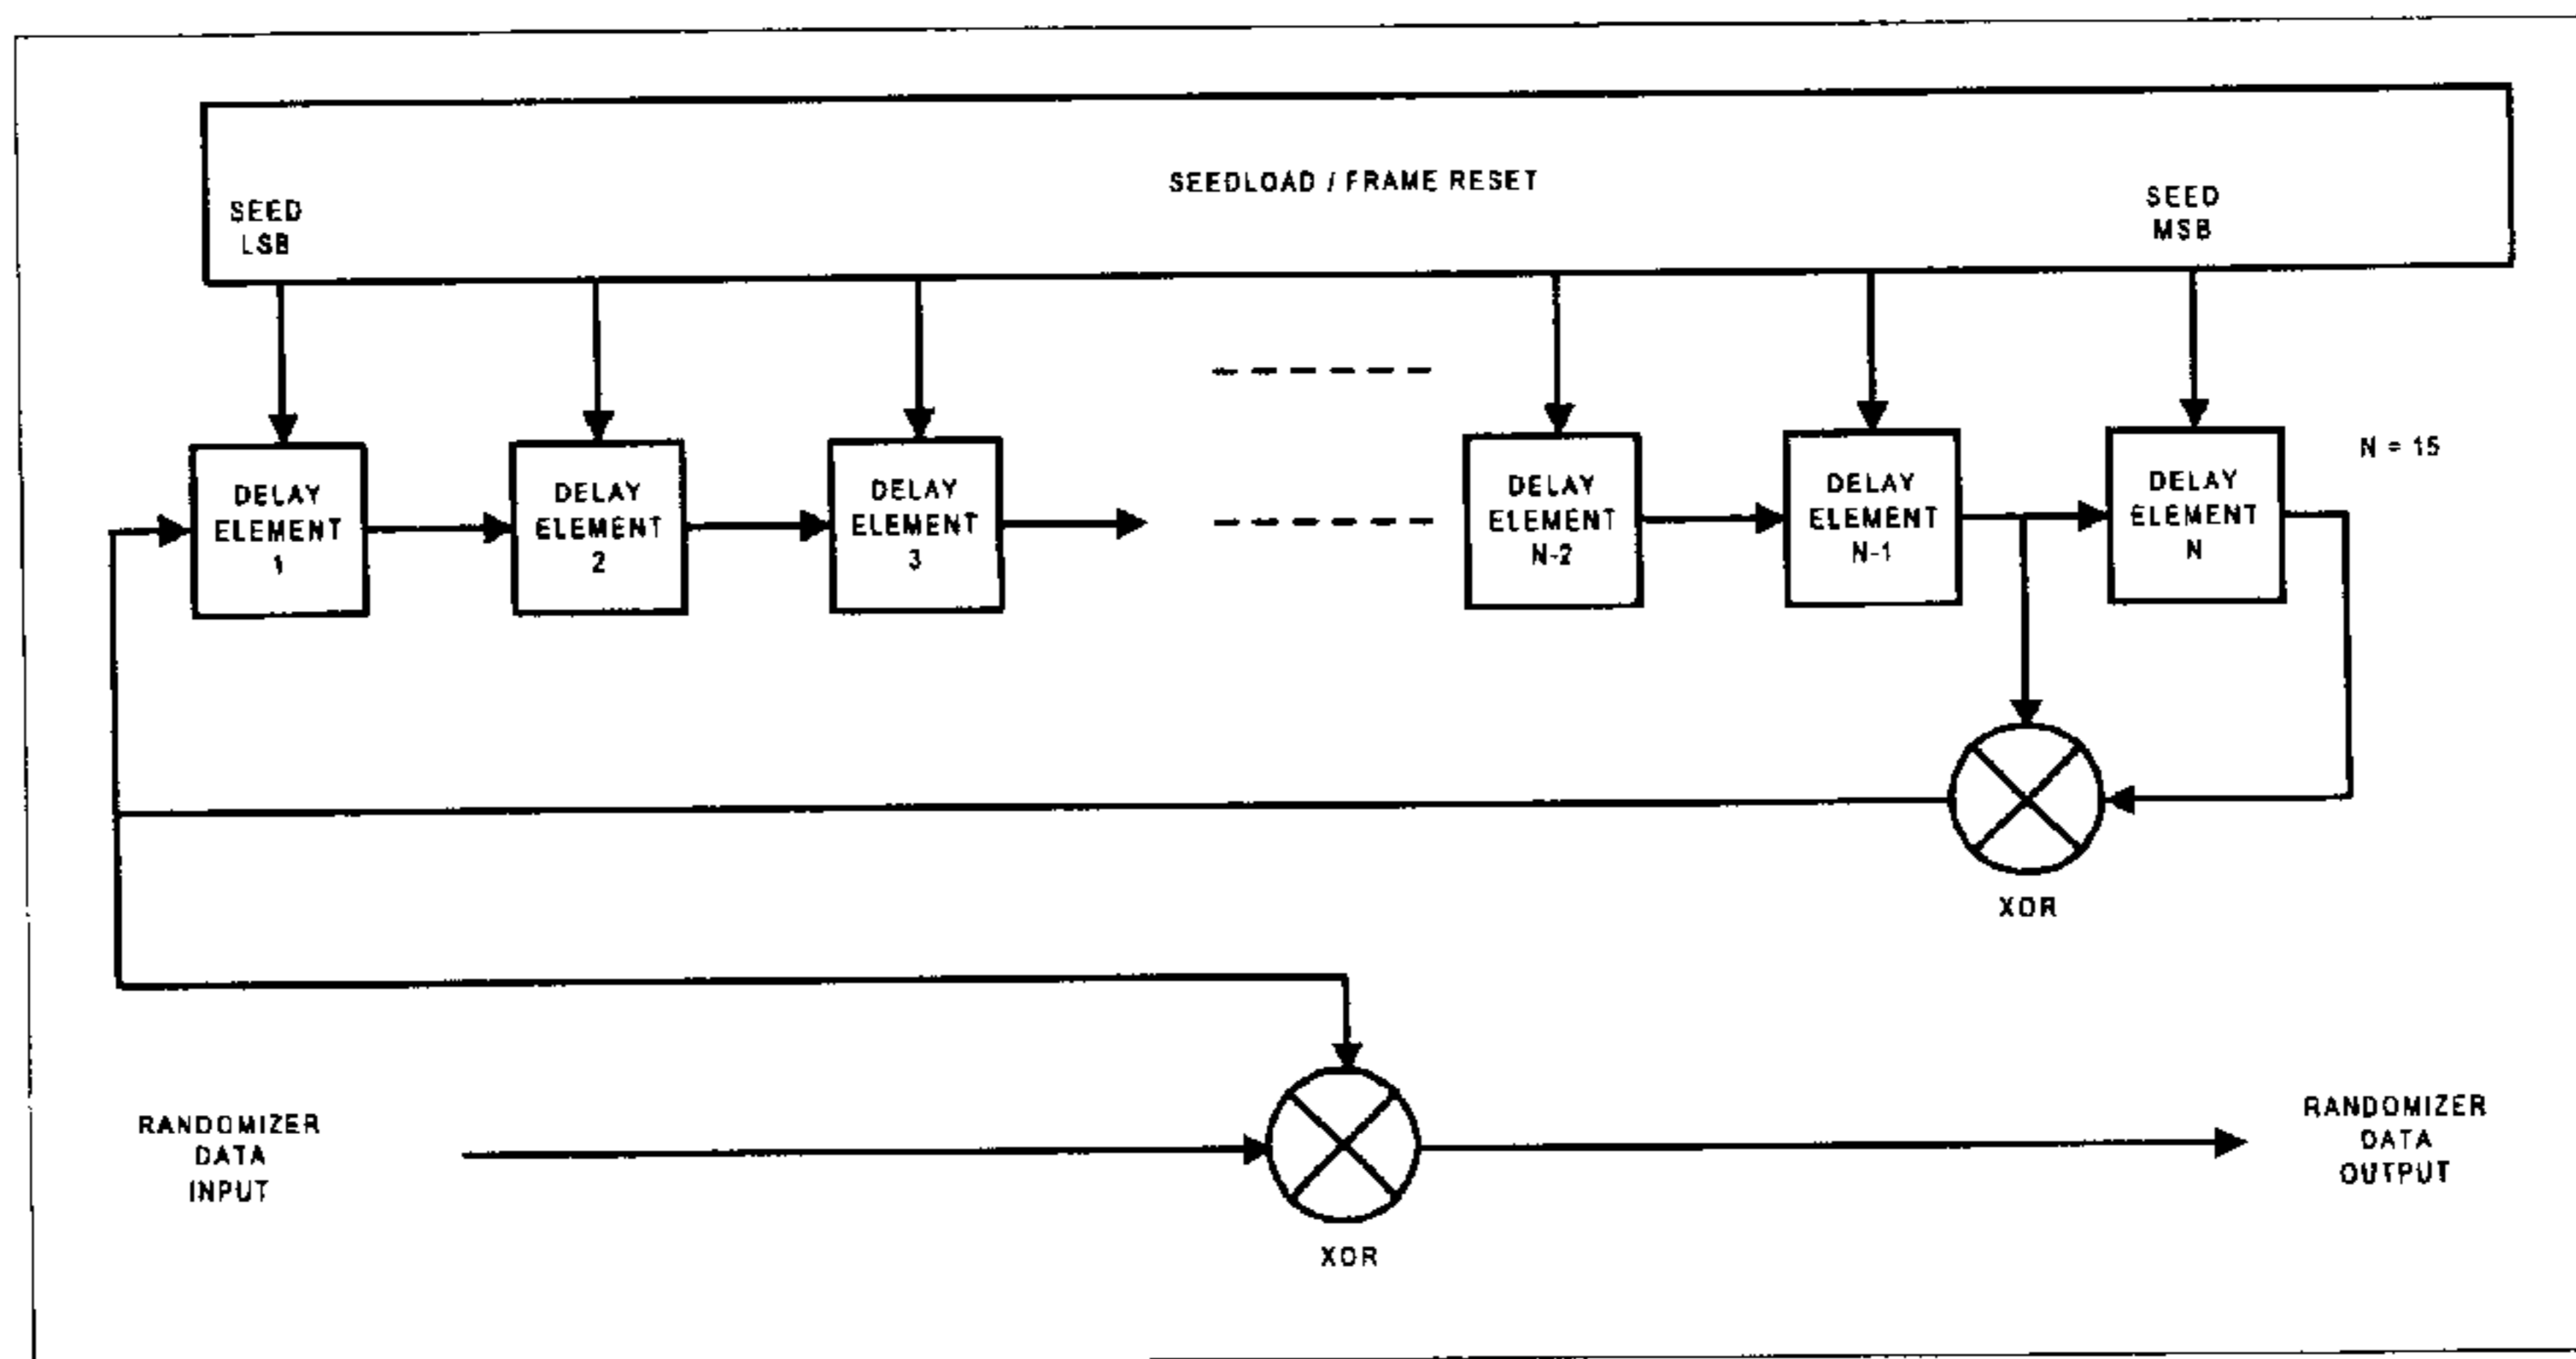 SEEDLOAD / FRAME RESET
SEED
LSB
SEED
MSB
DELAY
ELEMENT
1
DELAY
ELEMENT
2
DELAY
ELEMENT
3
DELAY
ELEMENT
N-2
DELAY
ELEMENT
N-1
DELAY
ELEMENT
N
N = 15
XOR
RANDOMIZER
DATA
INPUT
XOR
RANDOMIZER
DATA
OUTPUT